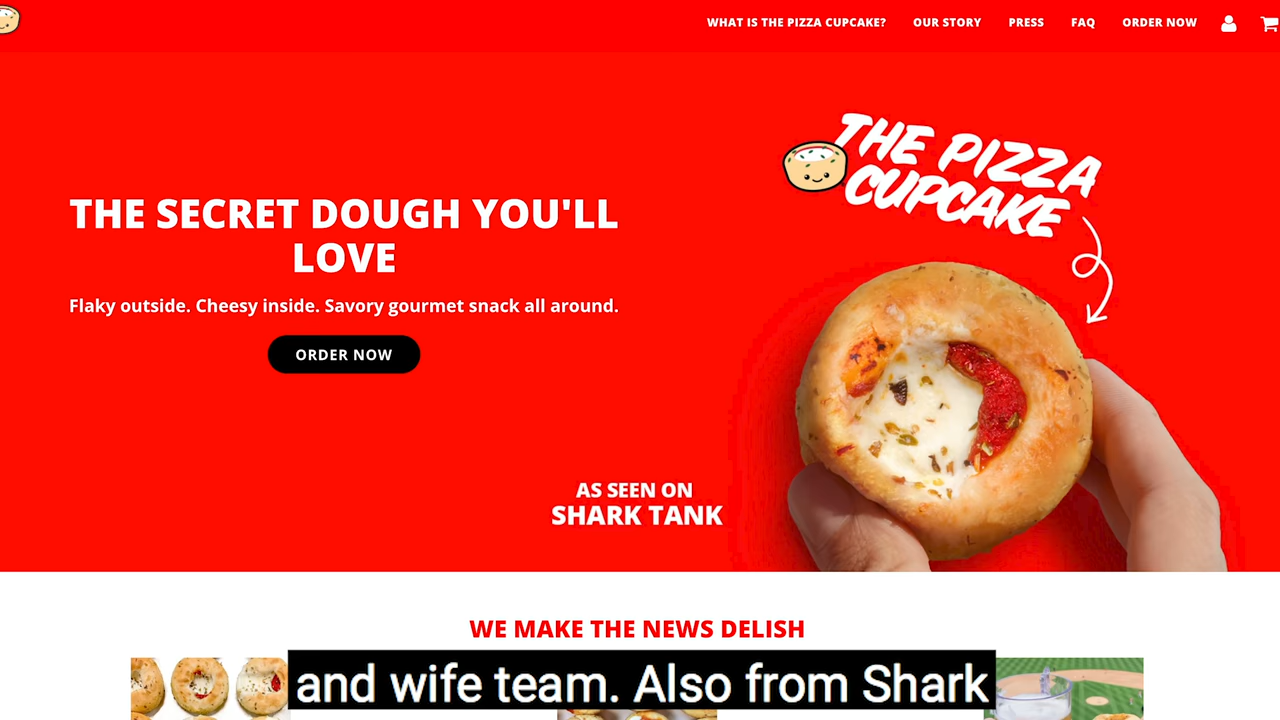 WHAT IS THE PIZZA CUPCAKE? OUR STORY PRESS FAQ ORDER NOW
THE PIZZA
CUPCAKE
THE SECRET DOUGH YOU'LL
LOVE
Flaky outside. Cheesy inside. Savory gourmet snack all around.
ORDER NOW
AS SEEN ON
SHARK TANK
WE MAKE THE NEWS DELISH
and wife team. Also from Shark